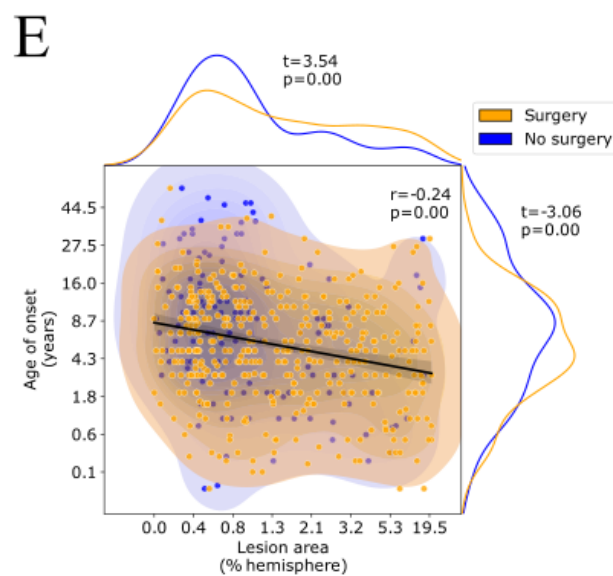 E
t=3.54
p=0.00
Surgery
No surgery
r=-0.24
p=0.00
t=-3.06
p=0.00
Age of onset
(years)
44.5
27.5
16.0
8.7
4.3
1.8
0.6
0.1
0.0 0.4 0.8 1.3 2.1 3.2 5.3 19.5
Lesion area
(% hemisphere)